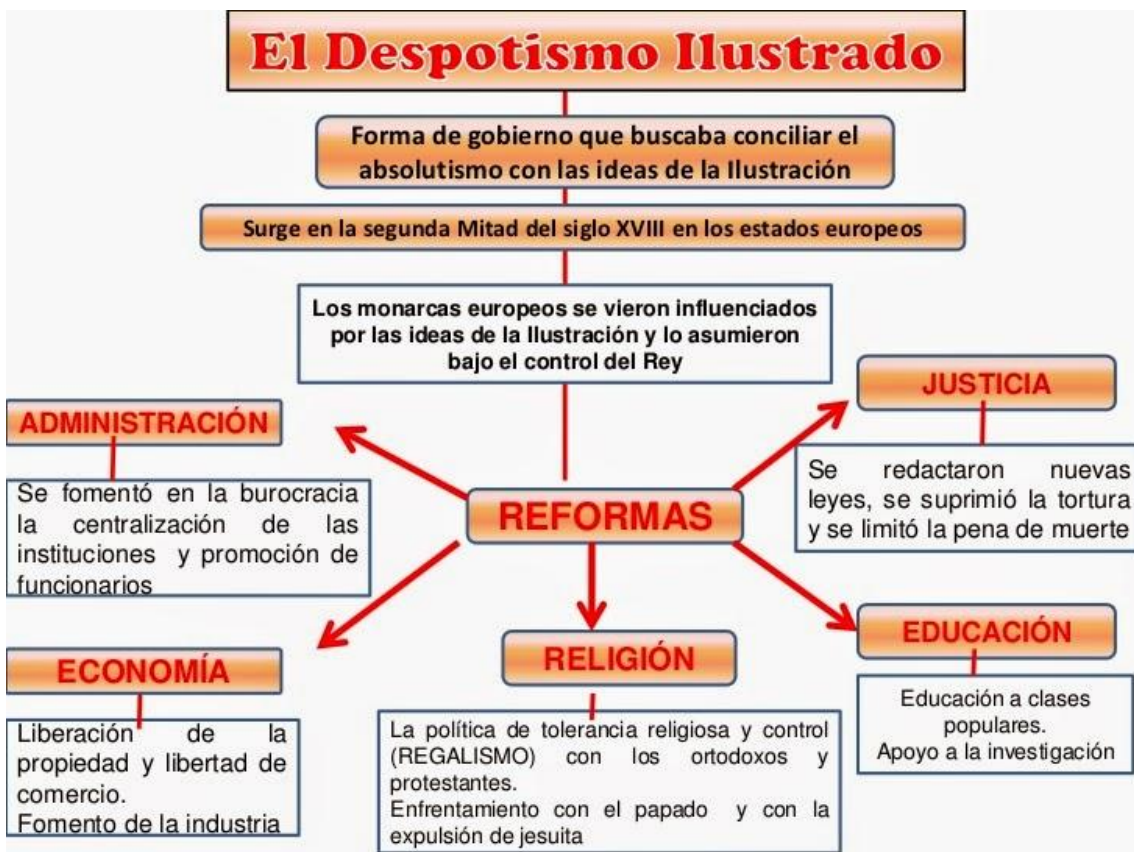 El Despotismo Ilustrado
Forma de gobierno que buscaba conciliar el
absolutismo con las ideas de la Ilustración
Surge en la segunda Mitad del siglo XVIII en los estados europeos
Los monarcas europeos se vieron influenciados
por las ideas de la Ilustración y lo asumieron
bajo el control del Rey
REFORMAS
ADMINISTRACIÓN
Se fomentó en la burocracia
la centralización de las
instituciones y promoción de
funcionarios
JUSTICIA
Se redactaron nuevas
leyes, se suprimió la tortura
y se limitó la pena de muerte
ECONOMÍA
Liberación de la
propiedad y libertad de
comercio.
Fomento de la industria
RELIGIÓN
La política de tolerancia religiosa y control
(REGALISMO) con los ortodoxos y
protestantes.
Enfrentamiento con el papado y con la
expulsión de jesuita
EDUCACIÓN
Educación a clases
populares.
Apoyo a la investigación